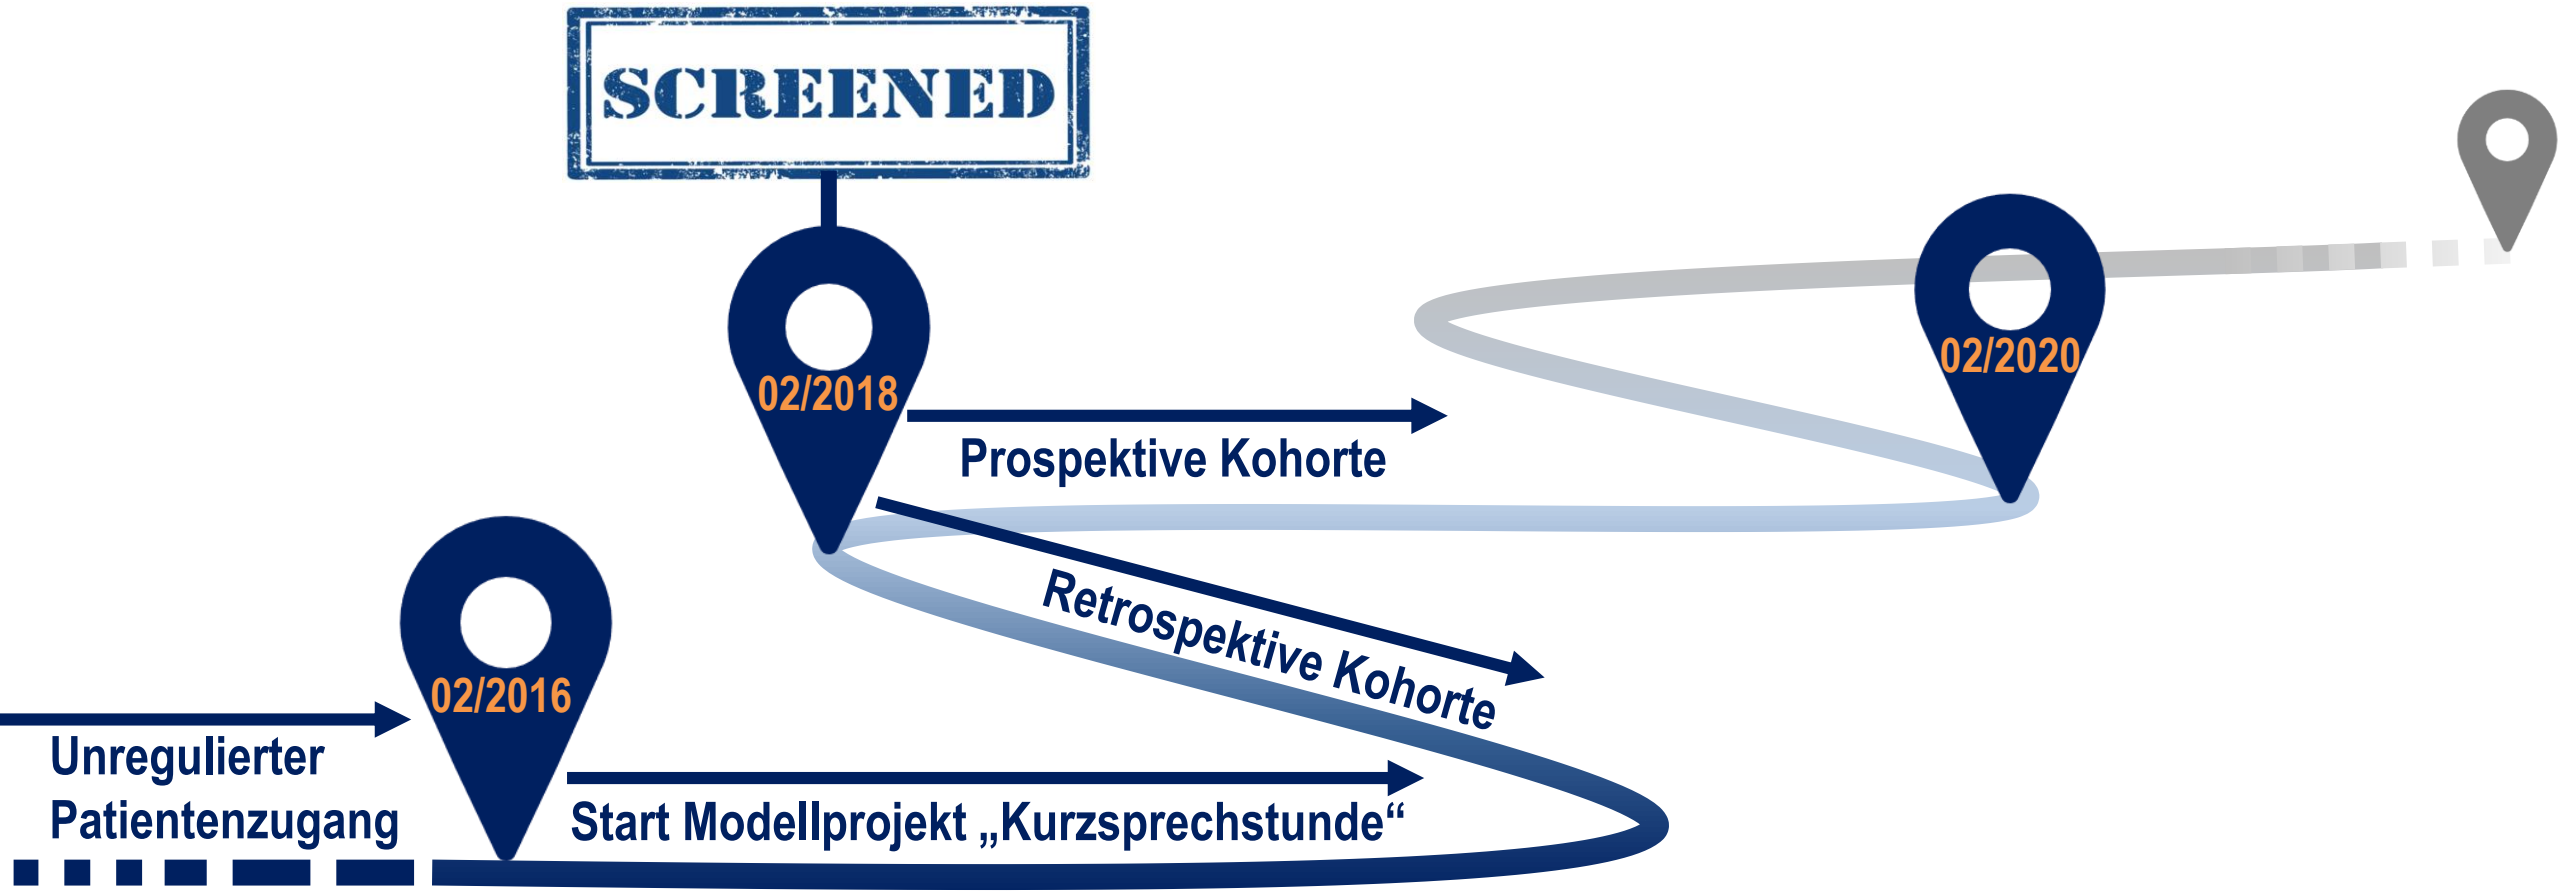 SCREENED
02/2018
02/2020
Prospektive Kohorte
Retrospektive Kohorte
02/2016
Unregulierter
Patientenzugang
Start Modellprojekt „Kurzsprechstunde“